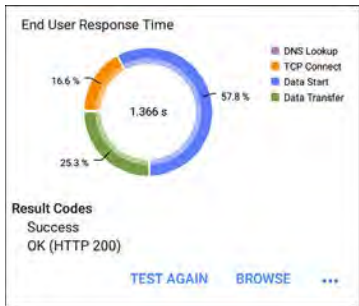 End User Response Time
DNS Lookup
TCP Connect
Data Start
Data Transfer
16.6 %
1.366 s
57.8 %
25.3 %
Result Codes
Success
OK (HTTP 200)
TEST AGAIN BROWSE •••